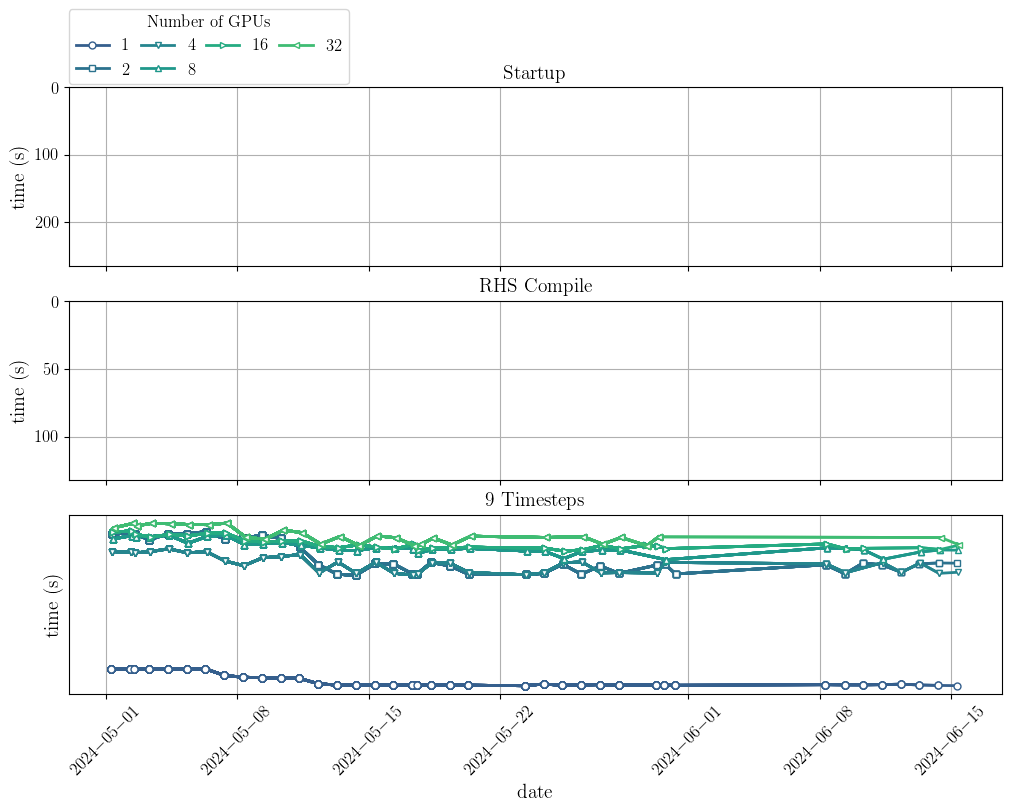 Number of GPUs
1 4 16 32
2 8
Startup
0
100
200
time (s)
RHS Compile
0
50
100
time (s)
9 Timesteps
time (s)
2024−05−01
2024−05−08
2024−05−15
2024−05−22
2024−06−01
2024−06−08
2024−06−15
date